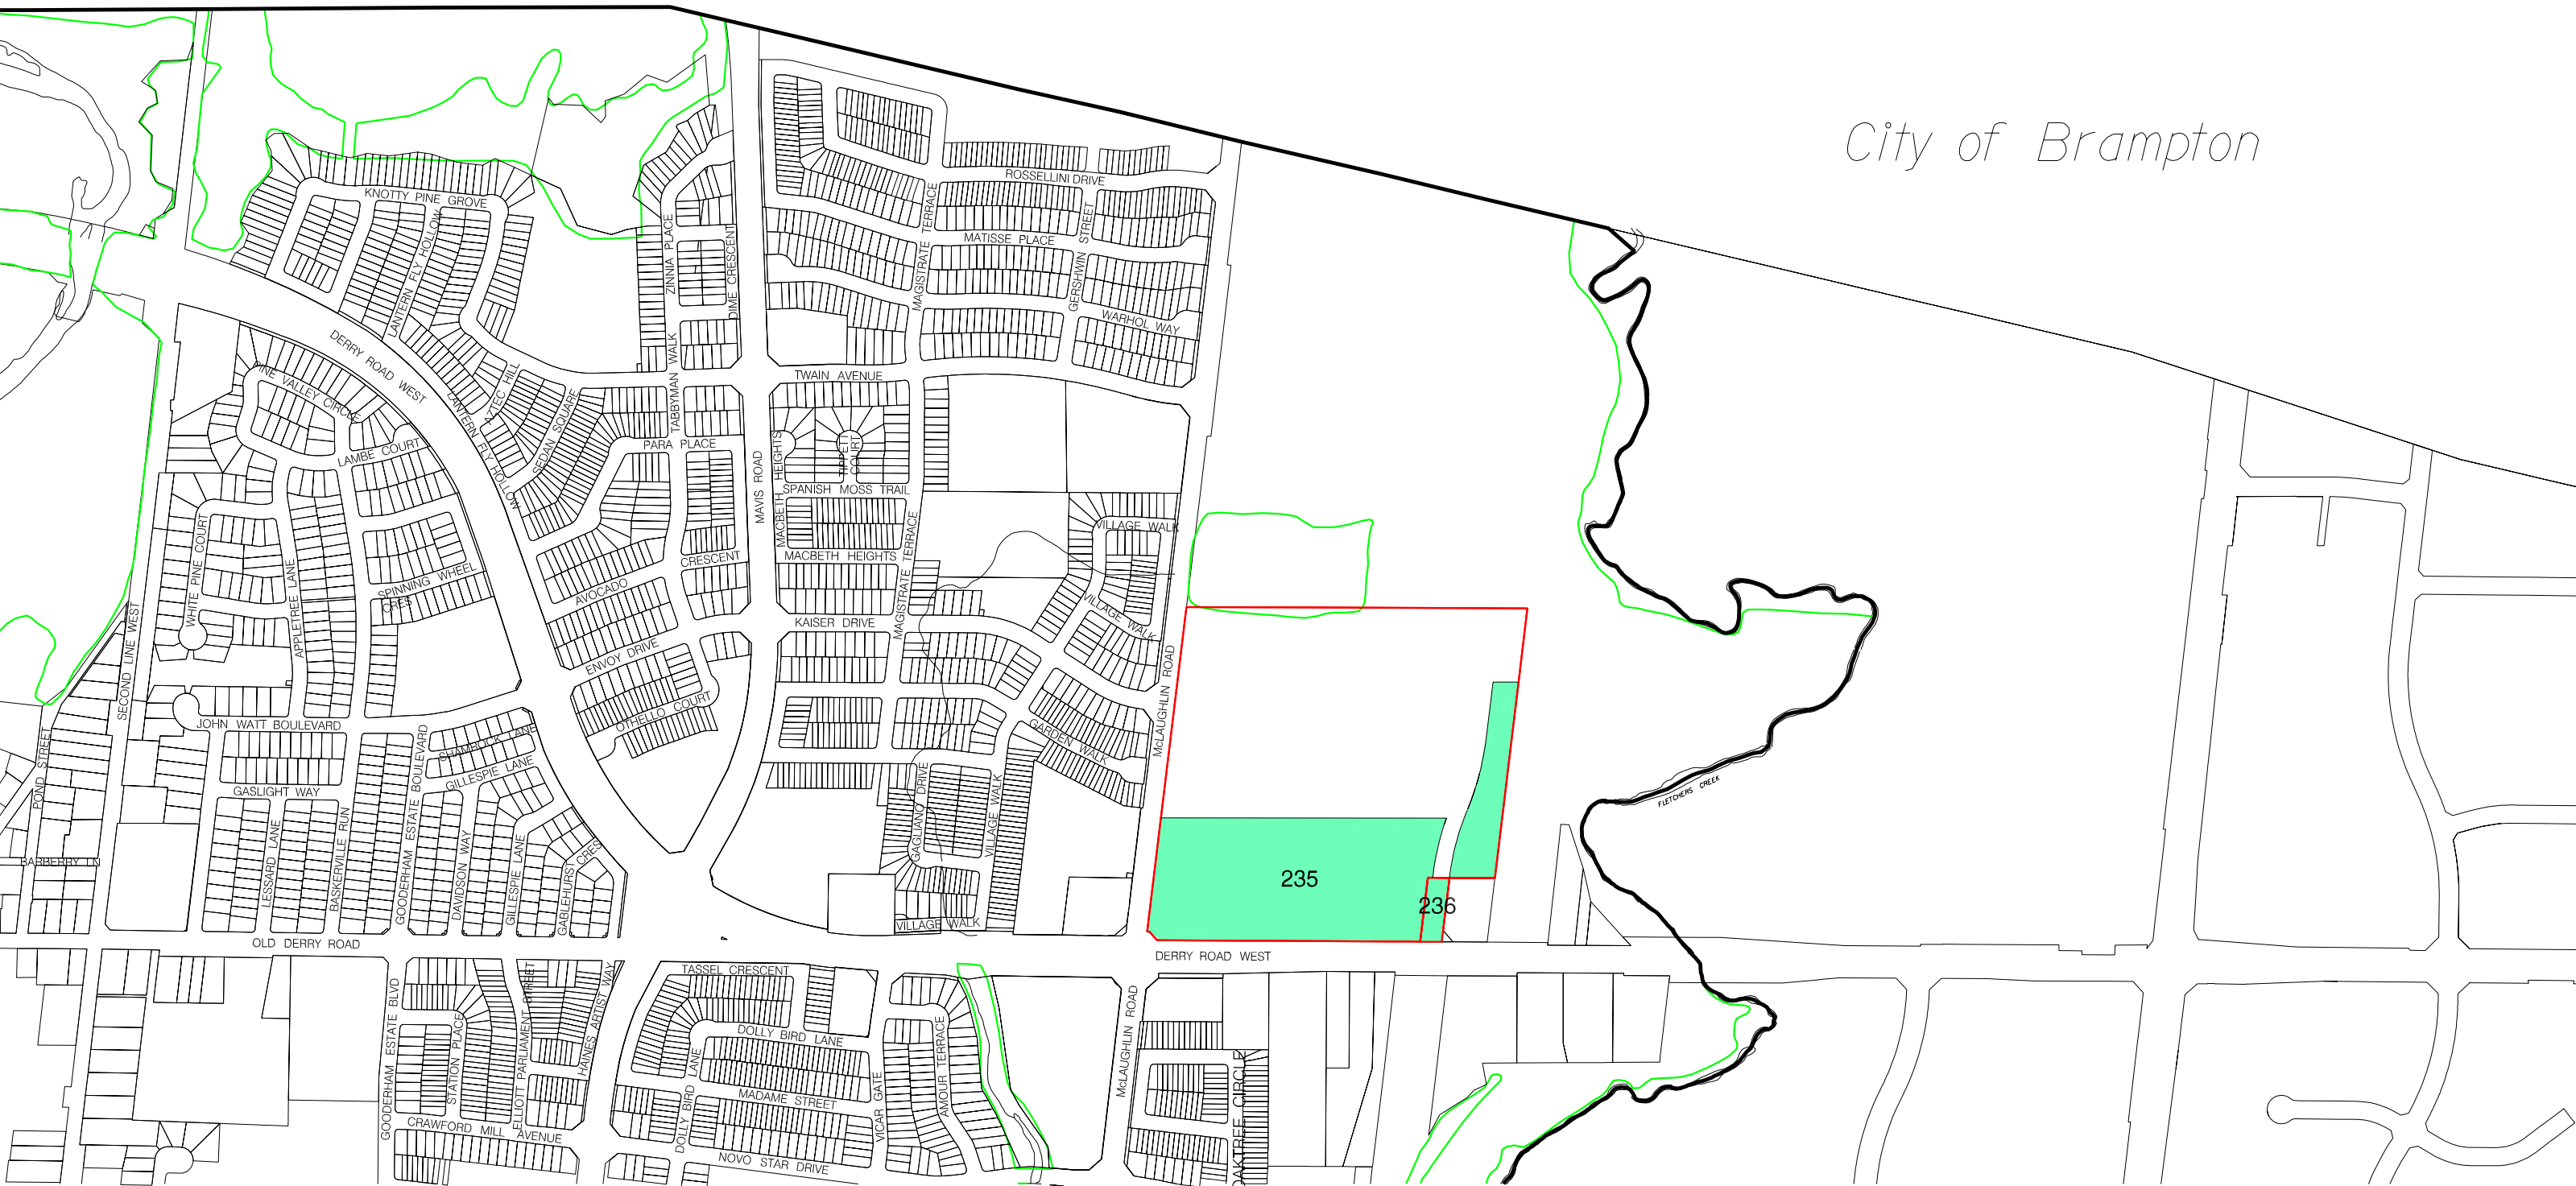 City of Brampton
KNOTTY PINE GROVE
ROSSELLINI DRIVE
LANTERN FLY HOLLOW
ZINNIA PLACE
DIME CRESCENT
MAGISTRATE TERRACE
MATISSE PLACE
GERSHWIN STREET
WARHOL WAY
DERRY ROAD WEST
PINE VALLEY CIRCLE
LAMBE COURT
LANTERN FLY HOLLOW
AZTEC HILL
SEDAN SQUARE
TABBYMAN WALK
PARA PLACE
TWAIN AVENUE
MAVIS ROAD
MACBETH HEIGHTS
TIPPETT
COURT
SPANISH MOSS TRAIL
VILLAGE WALK
MACBETH HEIGHTS
MAGISTRATE TERRACE
WHITE PINE COURT
APPLETREE LANE
SPINNING WHEEL
CRES
AVOCADO
CRESCENT
KAISER DRIVE
VILLAGE WALK
ENVOY DRIVE
OTHELLO COURT
SECOND LINE WEST
McLAUGHLIN ROAD
JOHN WATT BOULEVARD
GARDEN WALK
POND STREET
GASLIGHT WAY
SHAMROCK LANE
GILLESPIE LANE
GAGLIANO DRIVE
VILLAGE WALK
FLETCHERS CREEK
BARBERRY LN
LESSARD LANE
BASKERVILLE RUN
GOODERHAM ESTATE BOULEVARD
DAVIDSON WAY
GILLESPIE LANE
GABLEHURST
CRES
235
236
VILLAGE WALK
OLD DERRY ROAD
DERRY ROAD WEST
TASSEL CRESCENT
GOODERHAM ESTATE BLVD
STATION PLACE
ELLIOTT PARLIAMENT STREET
HAINES ARTIST WAY
DOLLY BIRD LANE
DOLLY BIRD LANE
MADAME STREET
VICAR GATE
AMOUR TERRACE
McLAUGHLIN ROAD
OAKTREE CIRCLE
CRAWFORD MILL AVENUE
NOVO STAR DRIVE